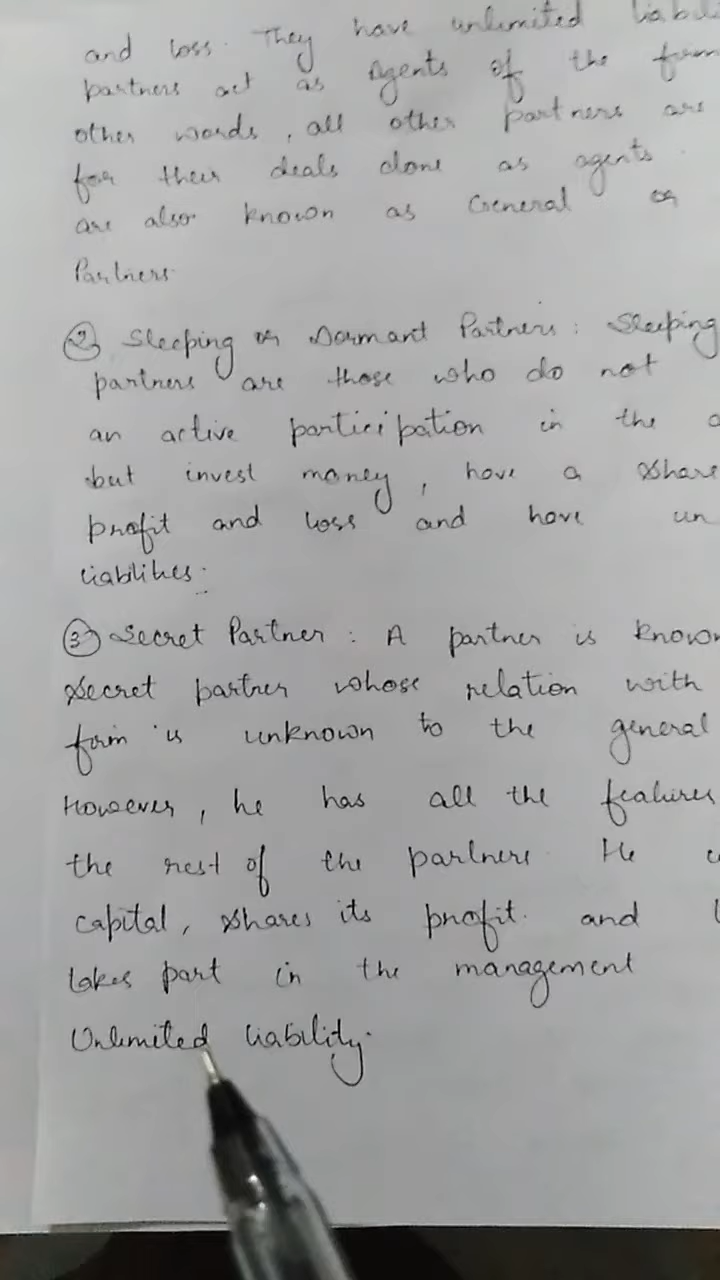 and loss. They have unlimited
partners act as Agents of the firm
other words, all other partners are
for their deals done as agents.
are also known as General or
Partners.
② Sleeping or Dormant Partners: Sleeping
partners are those who do not
an active participation in the
but invest money, have a share
profit and loss and have un
liabilities.
③ Secret Partner: A partner is known
Secret partner whose relation with
firm is unknown to the general
However, he has all the features
the rest of the partners He
capital, shares its profit and
takes part in the management
Unlimited liability.